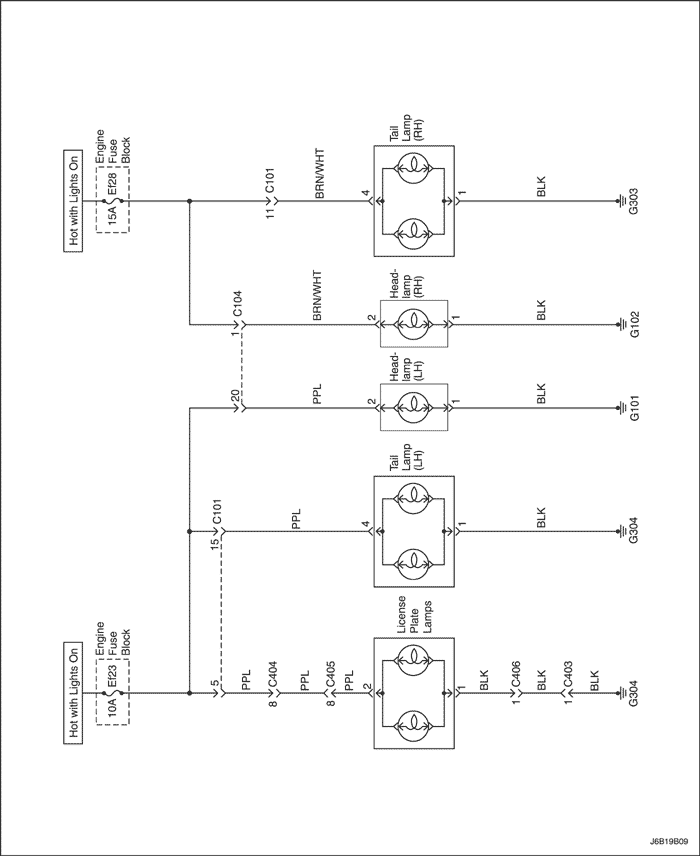 Hot with Lights On
Engine
Fuse
Block
Ef23
10A
Hot with Lights On
Engine
Fuse
Block
Ef28
15A
5
15
C101
20
1
C104
11
C101
PPL
8
C404
PPL
8
C405
PPL
PPL
PPL
BRN/WHT
BRN/WHT
2
4
2
2
4
License
Plate
Lamps
Tail
Lamp
(LH)
Head-
lamp
(LH)
Head-
lamp
(RH)
Tail
Lamp
(RH)
1
1
1
1
1
BLK
1
C406
BLK
1
C403
BLK
BLK
BLK
BLK
BLK
G304
G304
G101
G102
G303
J6B19B09